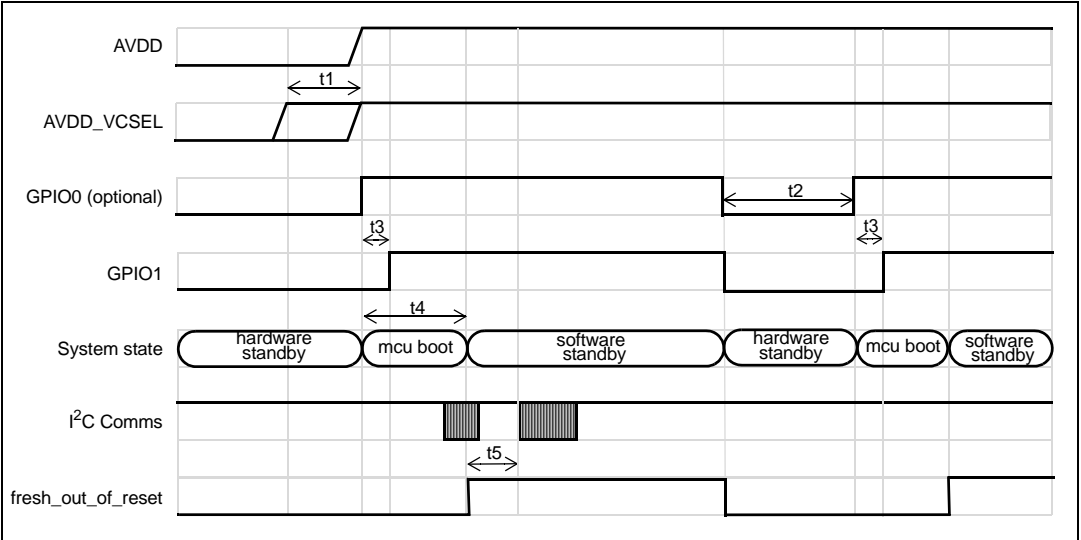 AVDD
t1
AVDD_VCSEL
GPIO0 (optional)
t2
t3
t3
GPIO1
t4
System state
hardware
standby
mcu boot
software
standby
hardware
standby
mcu boot
software
standby
I²C Comms
t5
fresh_out_of_reset